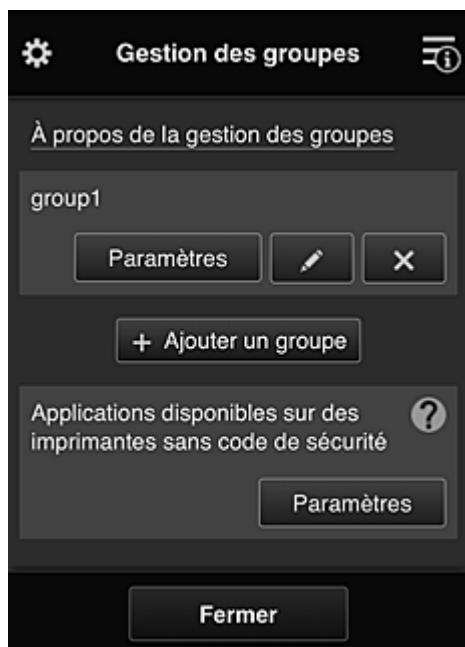 Gestion des groupes
À propos de la gestion des groupes
group1
Paramètres
+ Ajouter un groupe
Applications disponibles sur des
imprimantes sans code de sécurité
?
Paramètres
Fermer